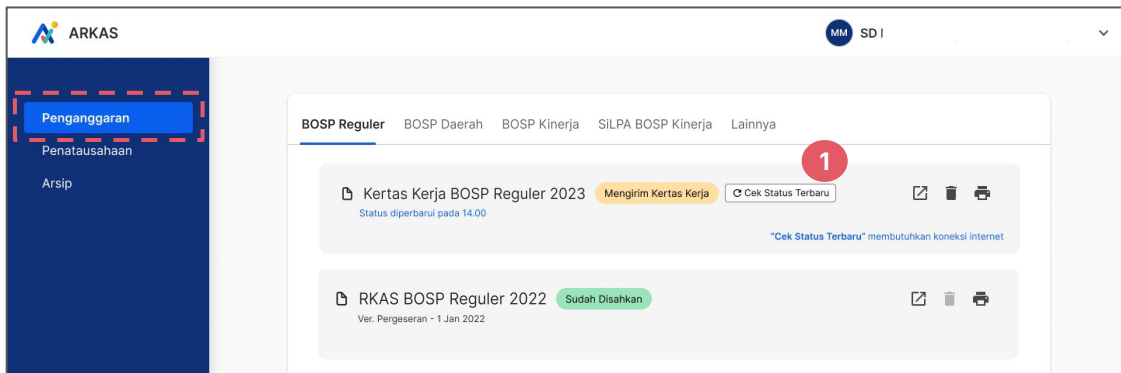 ARKAS
MM SD
Penganggaran
Penatausahaan
Arsip
BOSP Reguler BOSP Daerah BOSP Kinerja SiLPA BOSP Kinerja Lainnya
1
Kertas Kerja BOSP Reguler 2023 Mengirim Kertas Kerja Cek Status Terbaru
Status diperbarui pada 14.00
"Cek Status Terbaru" membutuhkan koneksi internet
RKAS BOSP Reguler 2022 Sudah Disahkan
Ver. Pergeseran - 1 Jan 2022